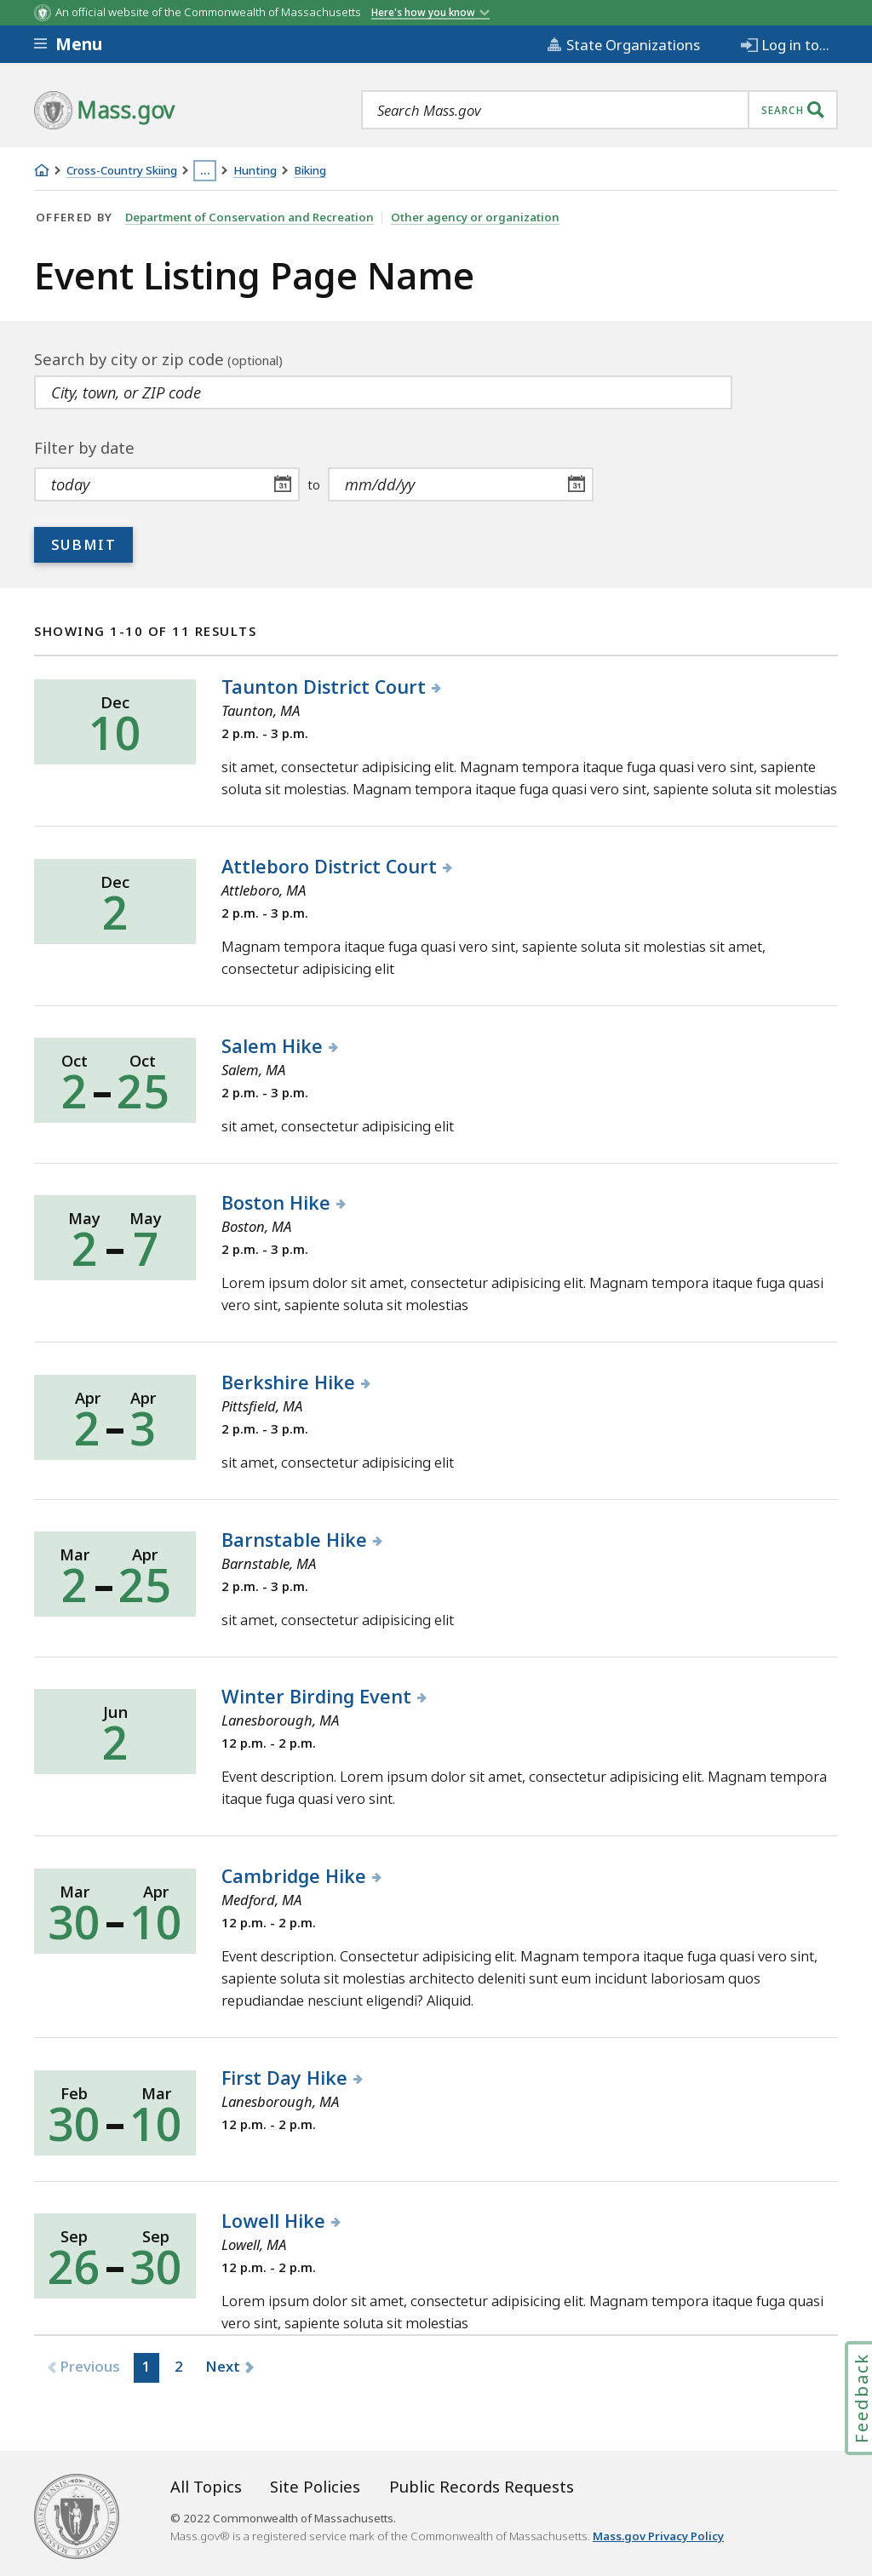 An official website of the Commonwealth of Massachusetts Here's how you know
Menu State Organizations Log in to...
Mass.gov Search Mass.gov SEARCH
Cross-Country Skiing ... Hunting Biking
OFFERED BY Department of Conservation and Recreation Other agency or organization
Event Listing Page Name
Search by city or zip code (optional)
City, town, or ZIP code
Filter by date
today 31 to mm/dd/yy 31
SUBMIT
SHOWING 1-10 OF 11 RESULTS
Dec
10
Taunton District Court
Taunton, MA
2 p.m. - 3 p.m.
sit amet, consectetur adipisicing elit. Magnam tempora itaque fuga quasi vero sint, sapiente
soluta sit molestias. Magnam tempora itaque fuga quasi vero sint, sapiente soluta sit molestias
Dec
2
Attleboro District Court
Attleboro, MA
2 p.m. - 3 p.m.
Magnam tempora itaque fuga quasi vero sint, sapiente soluta sit molestias sit amet,
consectetur adipisicing elit
Oct Oct
2 – 25
Salem Hike
Salem, MA
2 p.m. - 3 p.m.
sit amet, consectetur adipisicing elit
May May
2 – 7
Boston Hike
Boston, MA
2 p.m. - 3 p.m.
Lorem ipsum dolor sit amet, consectetur adipisicing elit. Magnam tempora itaque fuga quasi
vero sint, sapiente soluta sit molestias
Apr Apr
2 – 3
Berkshire Hike
Pittsfield, MA
2 p.m. - 3 p.m.
sit amet, consectetur adipisicing elit
Mar Apr
2 – 25
Barnstable Hike
Barnstable, MA
2 p.m. - 3 p.m.
sit amet, consectetur adipisicing elit
Jun
2
Winter Birding Event
Lanesborough, MA
12 p.m. - 2 p.m.
Event description. Lorem ipsum dolor sit amet, consectetur adipisicing elit. Magnam tempora
itaque fuga quasi vero sint.
Mar Apr
30 – 10
Cambridge Hike
Medford, MA
12 p.m. - 2 p.m.
Event description. Consectetur adipisicing elit. Magnam tempora itaque fuga quasi vero sint,
sapiente soluta sit molestias architecto deleniti sunt eum incidunt laboriosam quos
repudiandae nesciunt eligendi? Aliquid.
Feb Mar
30 – 10
First Day Hike
Lanesborough, MA
12 p.m. - 2 p.m.
Sep Sep
26 – 30
Lowell Hike
Lowell, MA
12 p.m. - 2 p.m.
Lorem ipsum dolor sit amet, consectetur adipisicing elit. Magnam tempora itaque fuga quasi
vero sint, sapiente soluta sit molestias
Previous 1 2 Next
Feedback
All Topics Site Policies Public Records Requests
© 2022 Commonwealth of Massachusetts.
Mass.gov® is a registered service mark of the Commonwealth of Massachusetts. Mass.gov Privacy Policy